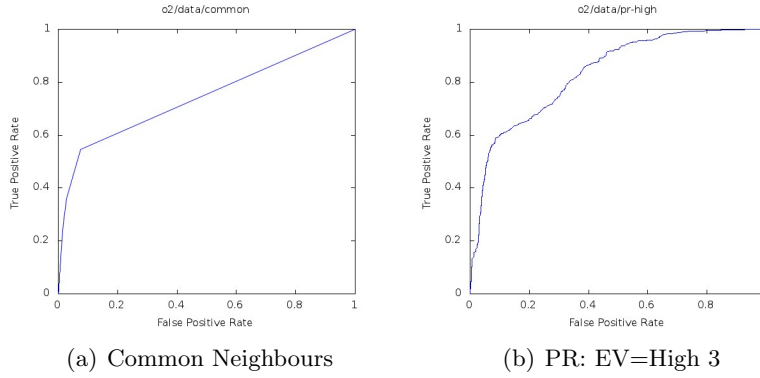 o2/data/common
1
0.8
0.6
0.4
0.2
0
True Positive Rate
0 0.2 0.4 0.6 0.8 1
False Positive Rate
(a) Common Neighbours
o2/data/pr-high
1
0.8
0.6
0.4
0.2
0
True Positive Rate
0 0.2 0.4 0.6 0.8
False Positive Rate
(b) PR: EV=High 3